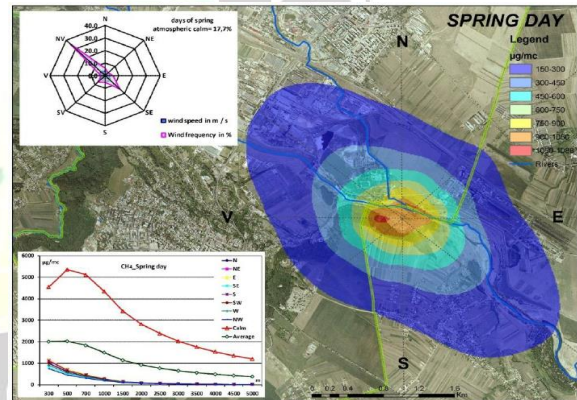 SPRING DAY
days of spring
atmospheric calm= 17,7%
N
40.0
30.0
20.0
10.0
0.0
NV
NE
V
E
SV
SE
S
wind speed in m / s
Wind frequency in %
N
V
E
S
Legend
µg/mc
150-300
300-450
450-600
600-750
750-900
900-1050
Rivers
µg/mc
CH4_Spring day
6000
5000
4000
3000
2000
1000
0
300 500 700 1000 1500 2000 2500 3000 3500 4000 4500 5000
m
N
NE
E
SE
S
SW
W
NW
Calm
Average
0 0.2 0.4 0.8 1.2 1.6
Km